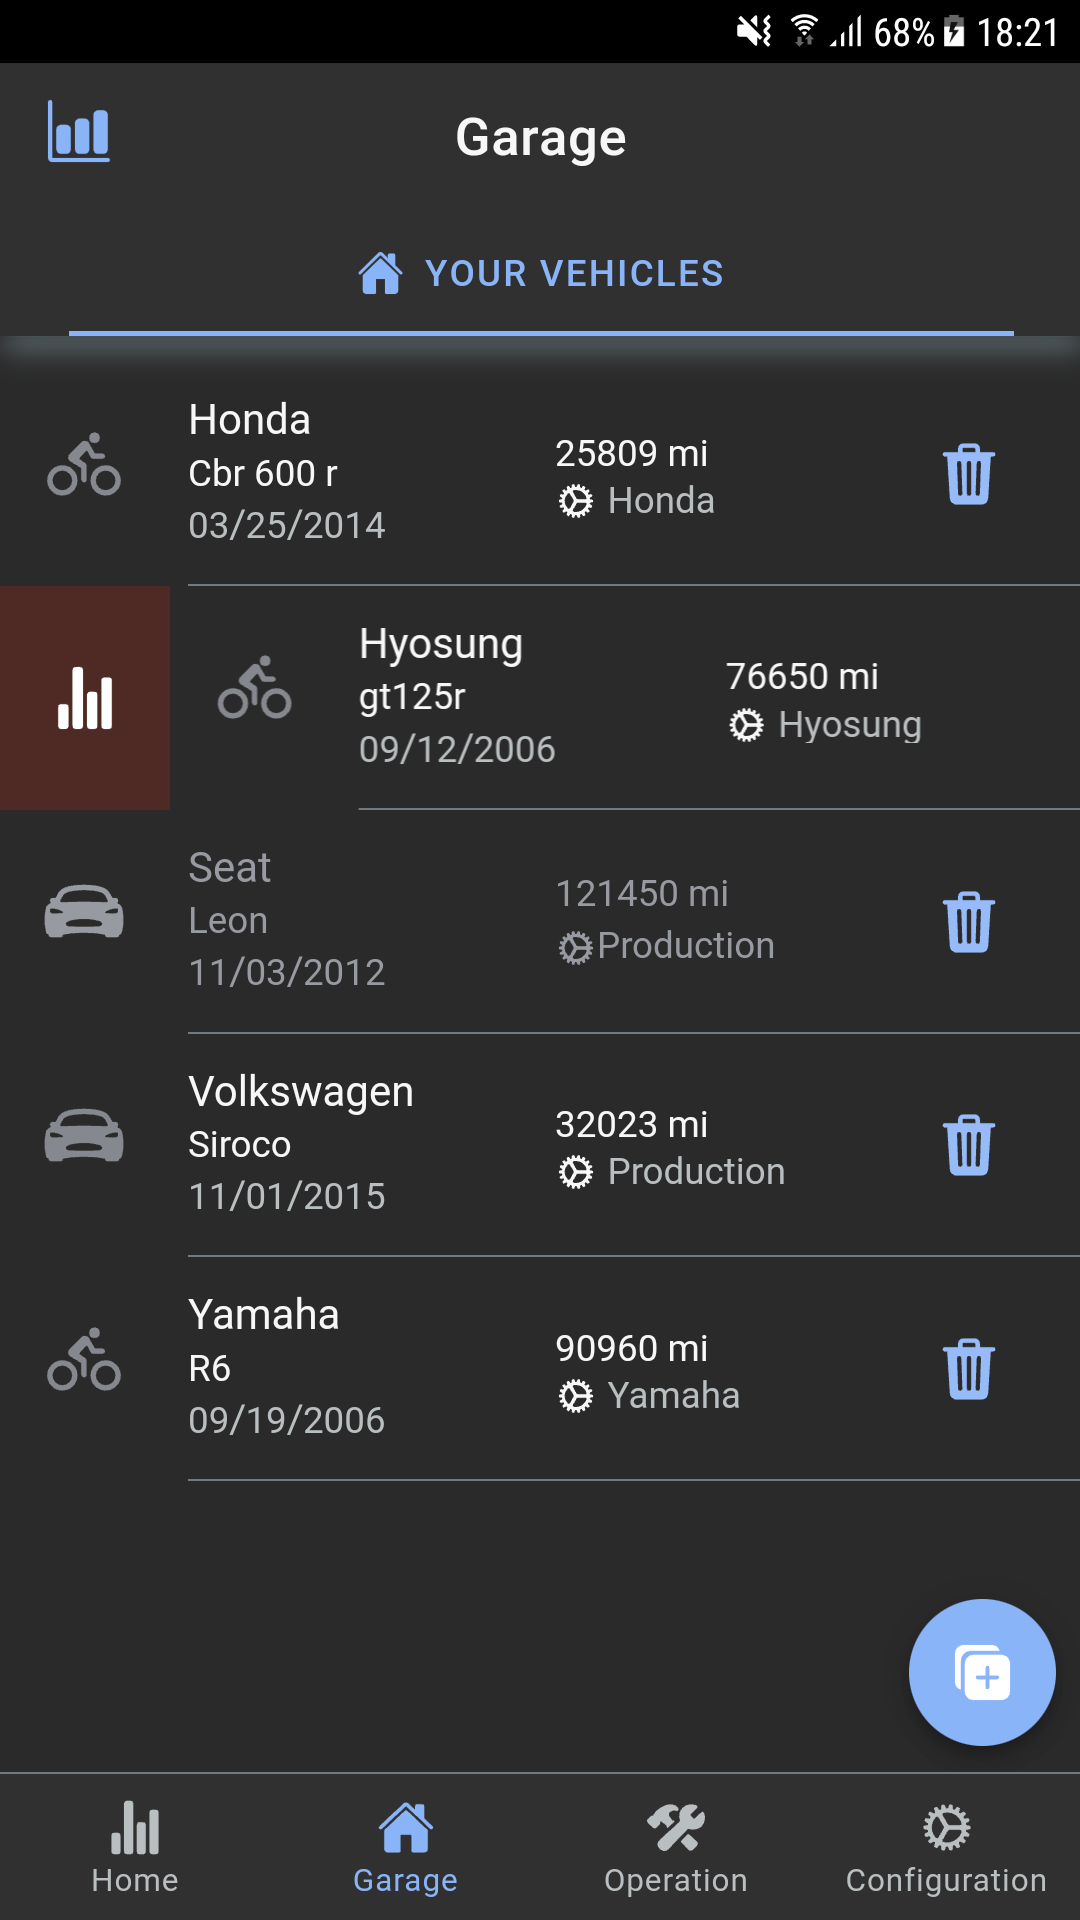 68% 18:21
Garage
YOUR VEHICLES
Honda
Cbr 600 r
03/25/2014
25809 mi
Honda
Hyosung
gt125r
09/12/2006
76650 mi
Hyosung
Seat
Leon
11/03/2012
121450 mi
Production
Volkswagen
Siroco
11/01/2015
32023 mi
Production
Yamaha
R6
09/19/2006
90960 mi
Yamaha
Home
Garage
Operation
Configuration